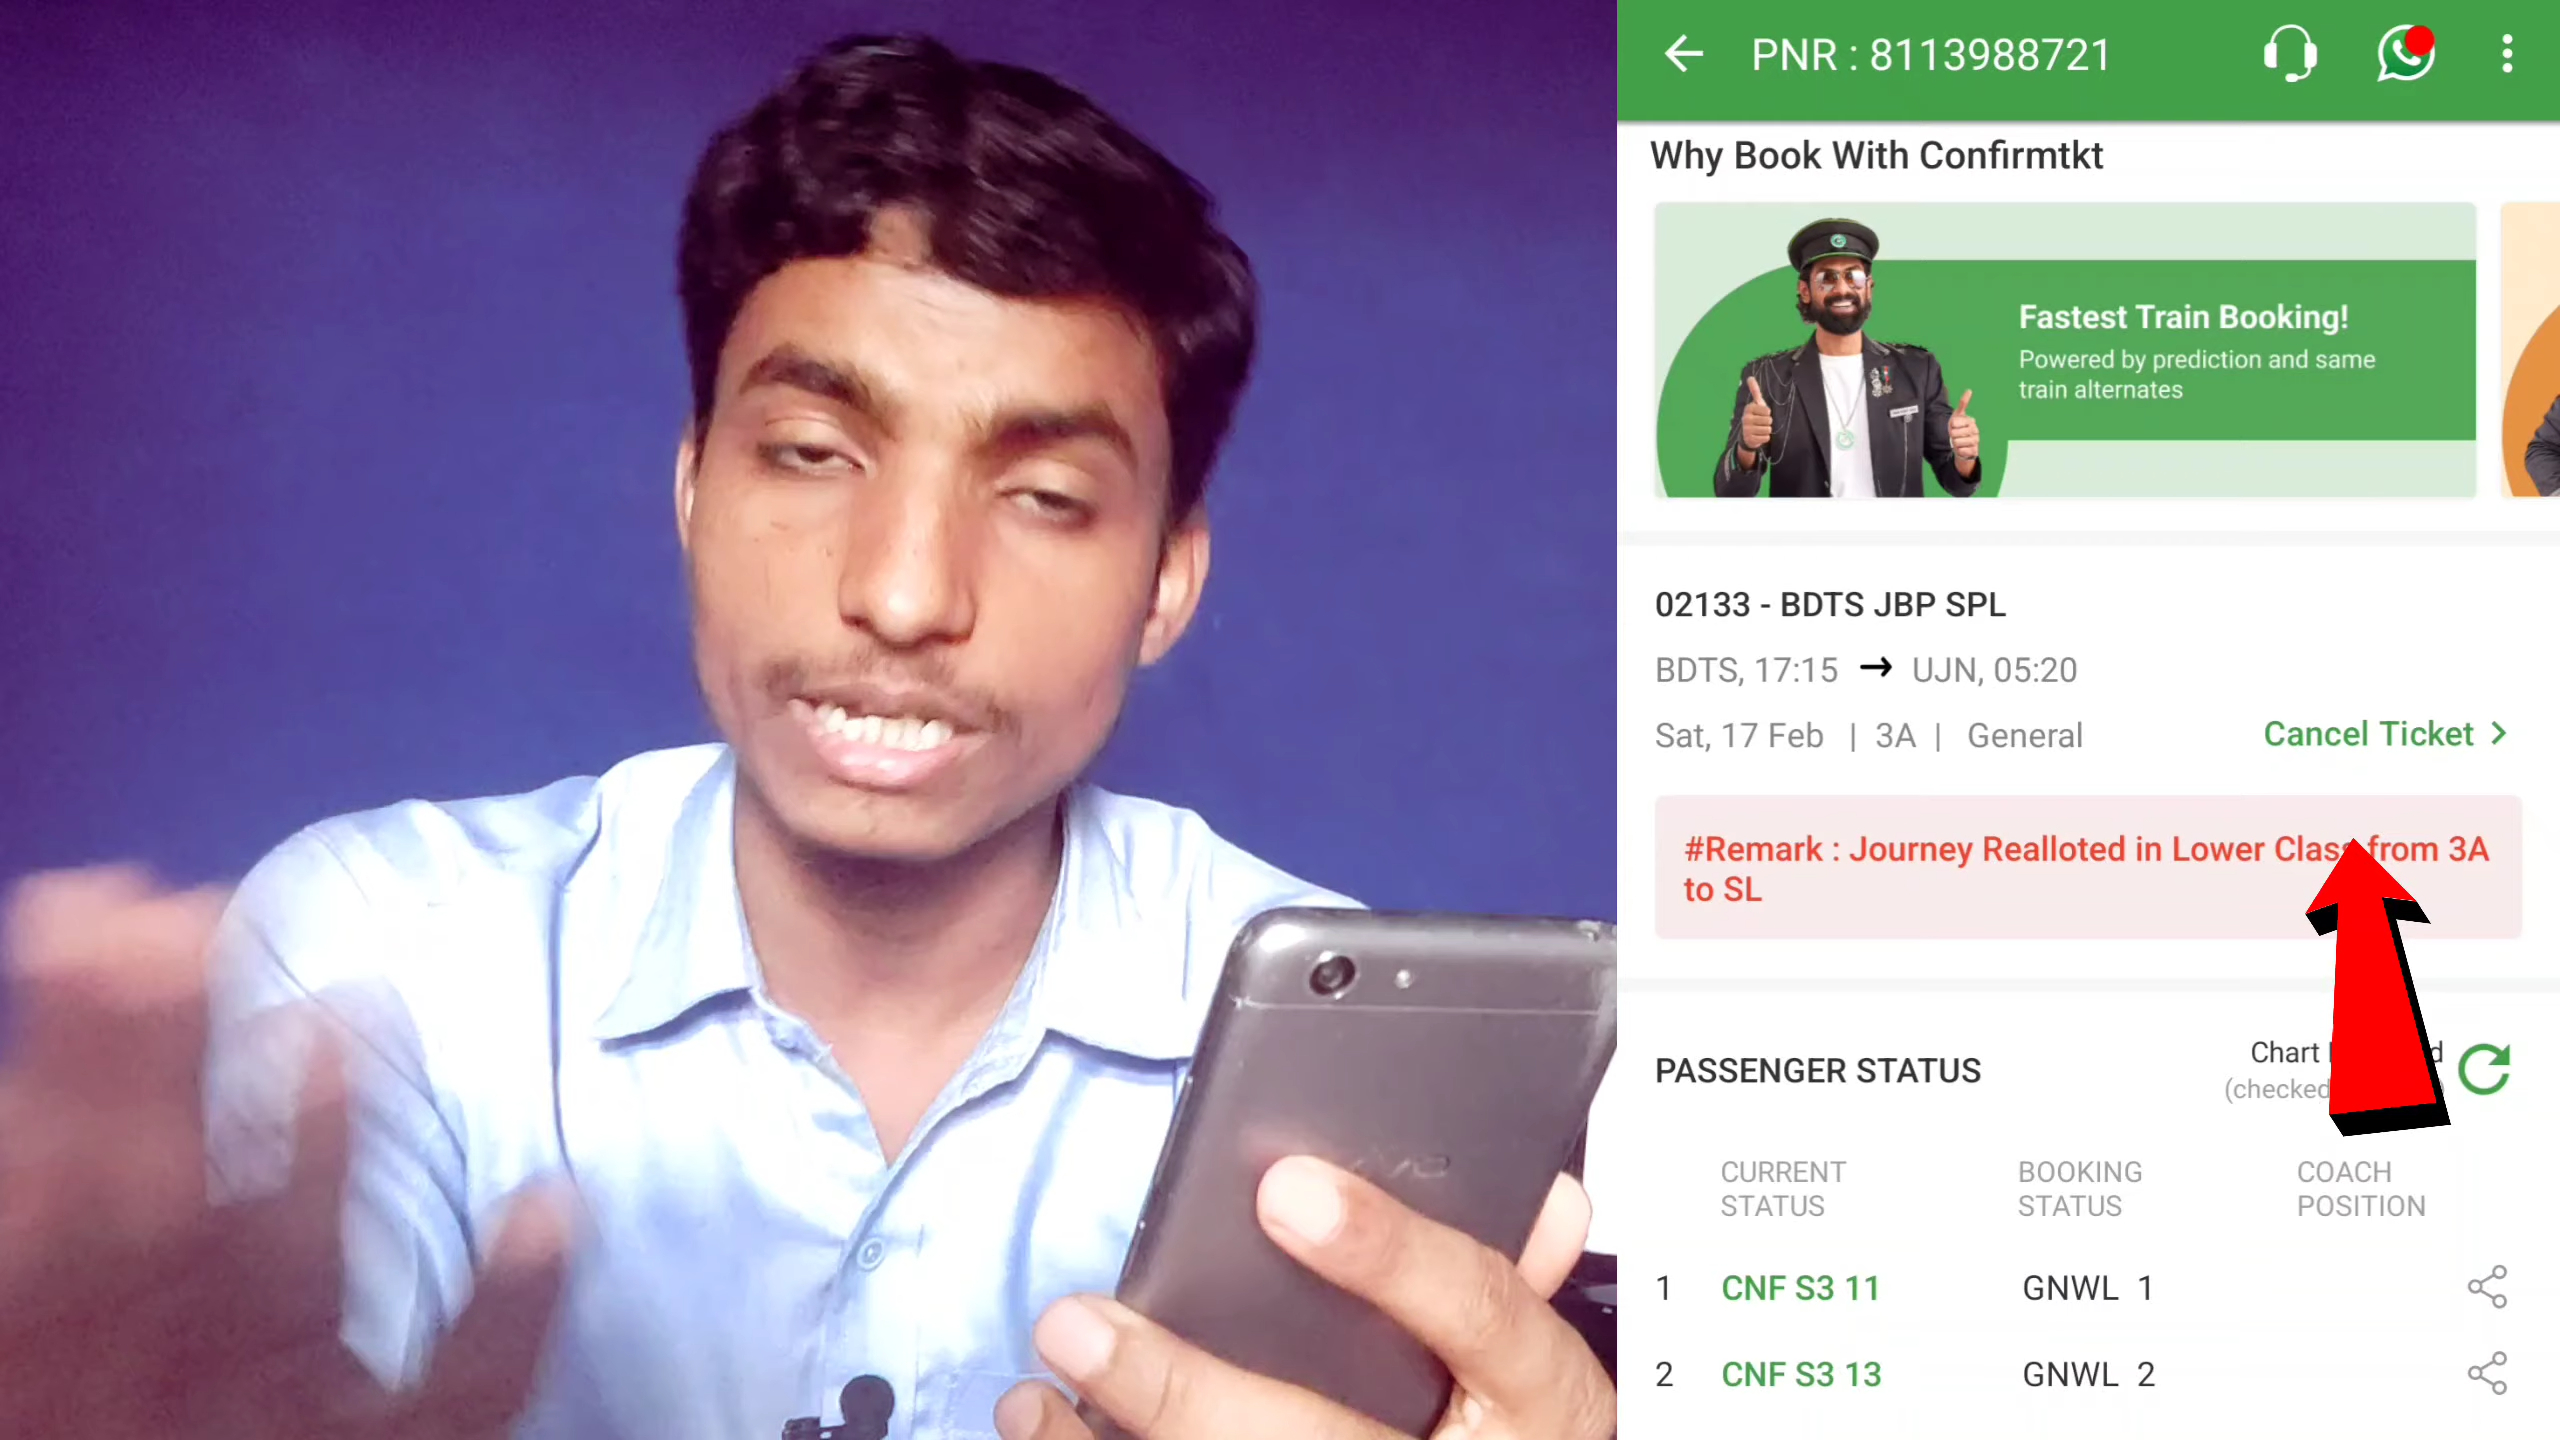 PNR : 8113988721
Why Book With Confirmtkt
Fastest Train Booking!
Powered by prediction and same
train alternates
02133 - BDTS JBP SPL
BDTS, 17:15 → UJN, 05:20
Sat, 17 Feb | 3A | General
Cancel Ticket >
#Remark : Journey Realloted in Lower Class from 3A
to SL
PASSENGER STATUS
Chart
(checked
CURRENT
STATUS
BOOKING
STATUS
COACH
POSITION
1 CNF S3 11 GNWL 1
2 CNF S3 13 GNWL 2